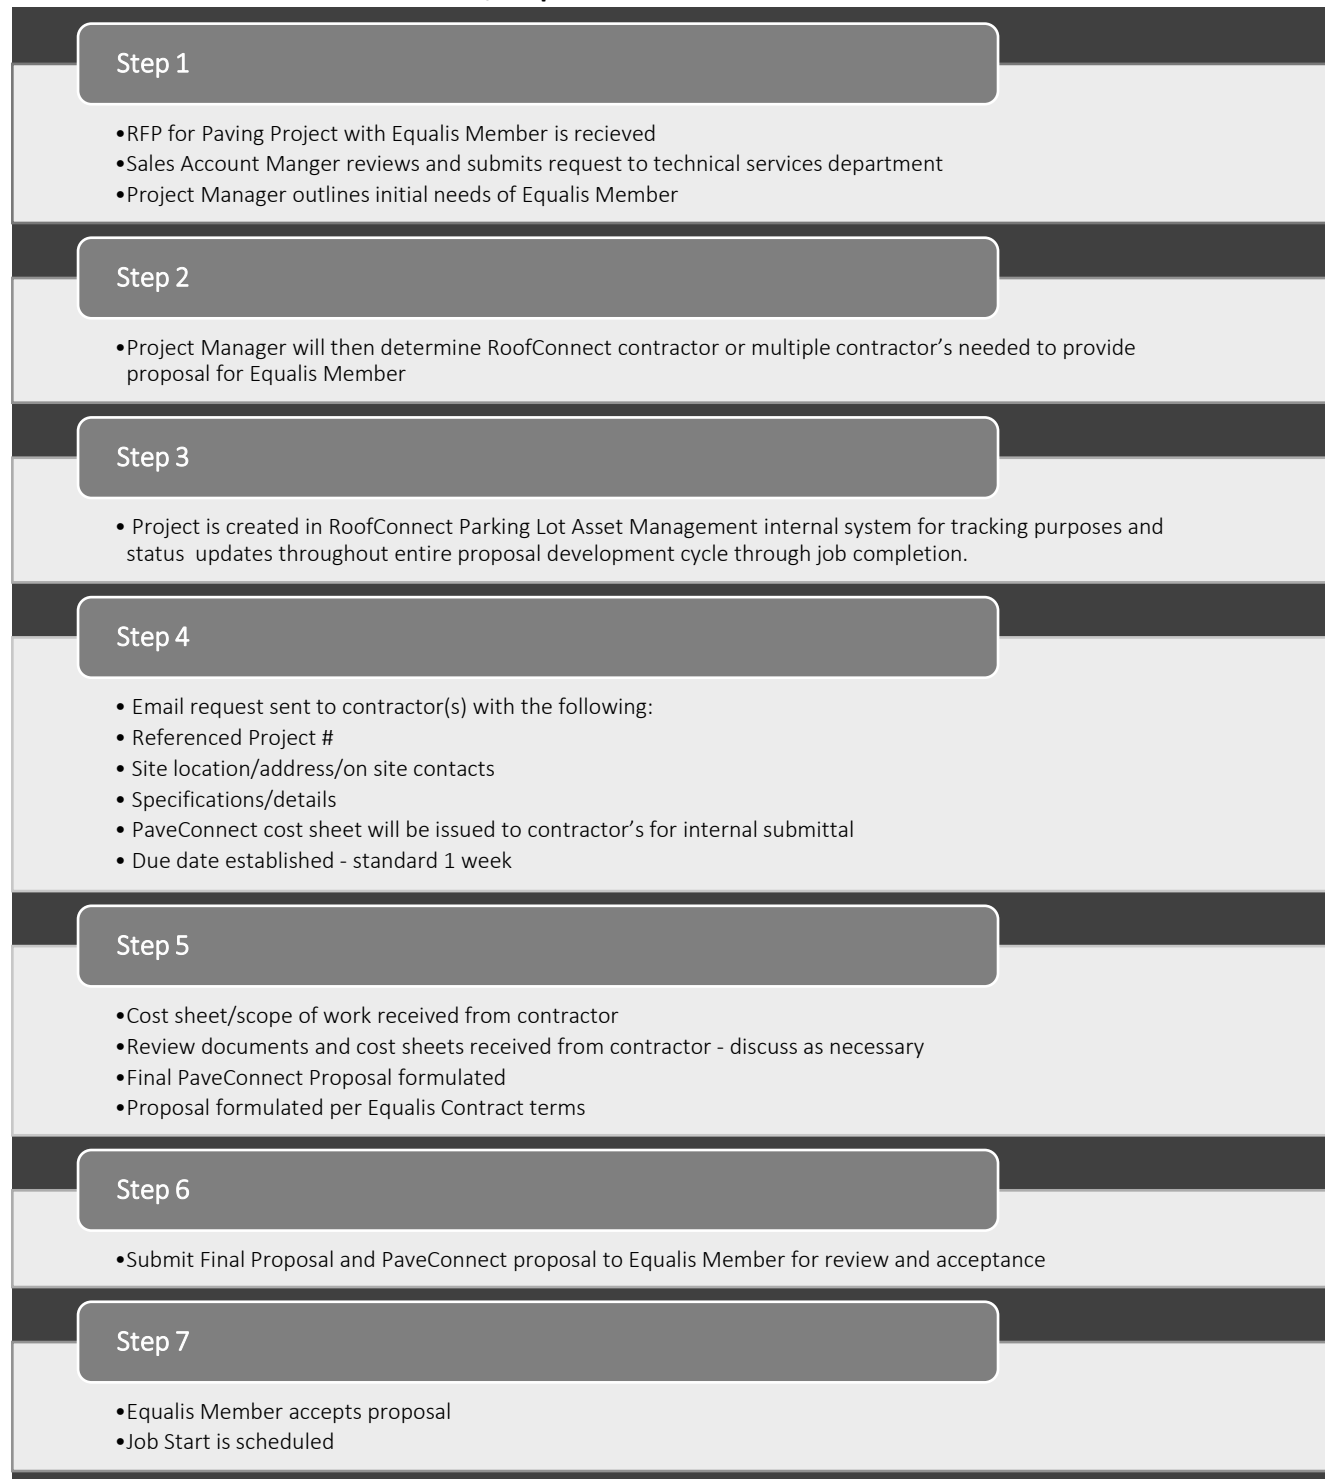 Step 1
•RFP for Paving Project with Equalis Member is recieved
•Sales Account Manger reviews and submits request to technical services department
•Project Manager outlines initial needs of Equalis Member
Step 2
•Project Manager will then determine RoofConnect contractor or multiple contractor’s needed to provide
proposal for Equalis Member
Step 3
• Project is created in RoofConnect Parking Lot Asset Management internal system for tracking purposes and
status updates throughout entire proposal development cycle through job completion.
Step 4
• Email request sent to contractor(s) with the following:
• Referenced Project #
• Site location/address/on site contacts
• Specifications/details
• PaveConnect cost sheet will be issued to contractor’s for internal submittal
• Due date established - standard 1 week
Step 5
•Cost sheet/scope of work received from contractor
•Review documents and cost sheets received from contractor - discuss as necessary
•Final PaveConnect Proposal formulated
•Proposal formulated per Equalis Contract terms
Step 6
•Submit Final Proposal and PaveConnect proposal to Equalis Member for review and acceptance
Step 7
•Equalis Member accepts proposal
•Job Start is scheduled